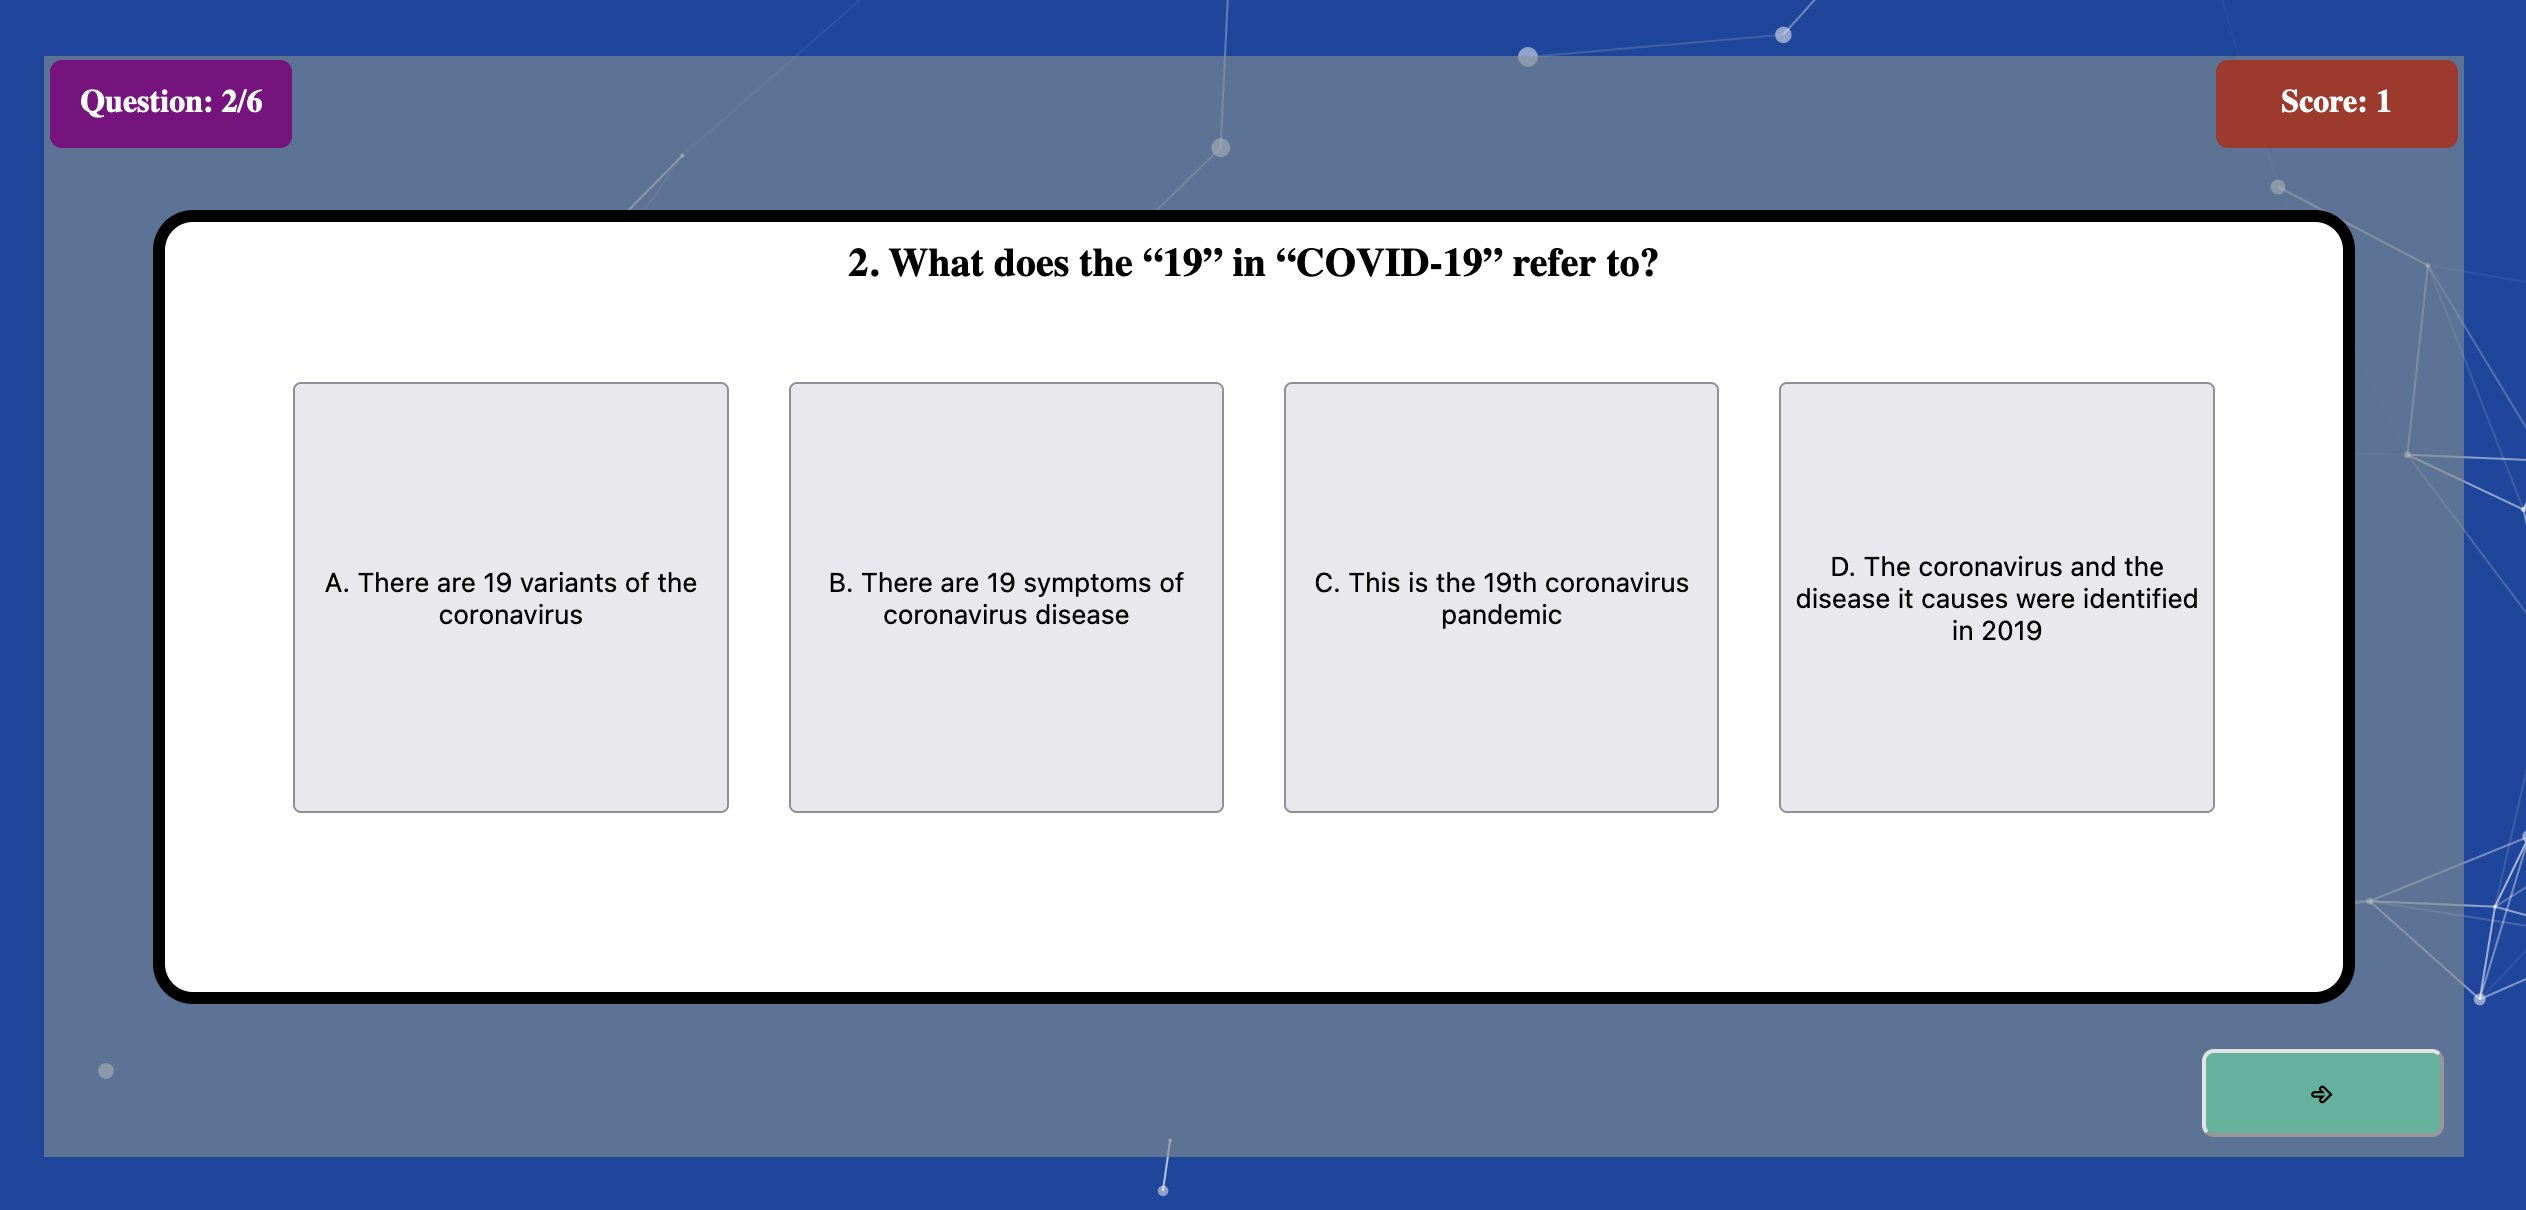 Question: 2/6
Score: 1
2. What does the “19” in “COVID-19” refer to?
A. There are 19 variants of the
coronavirus
B. There are 19 symptoms of
coronavirus disease
C. This is the 19th coronavirus
pandemic
D. The coronavirus and the
disease it causes were identified
in 2019